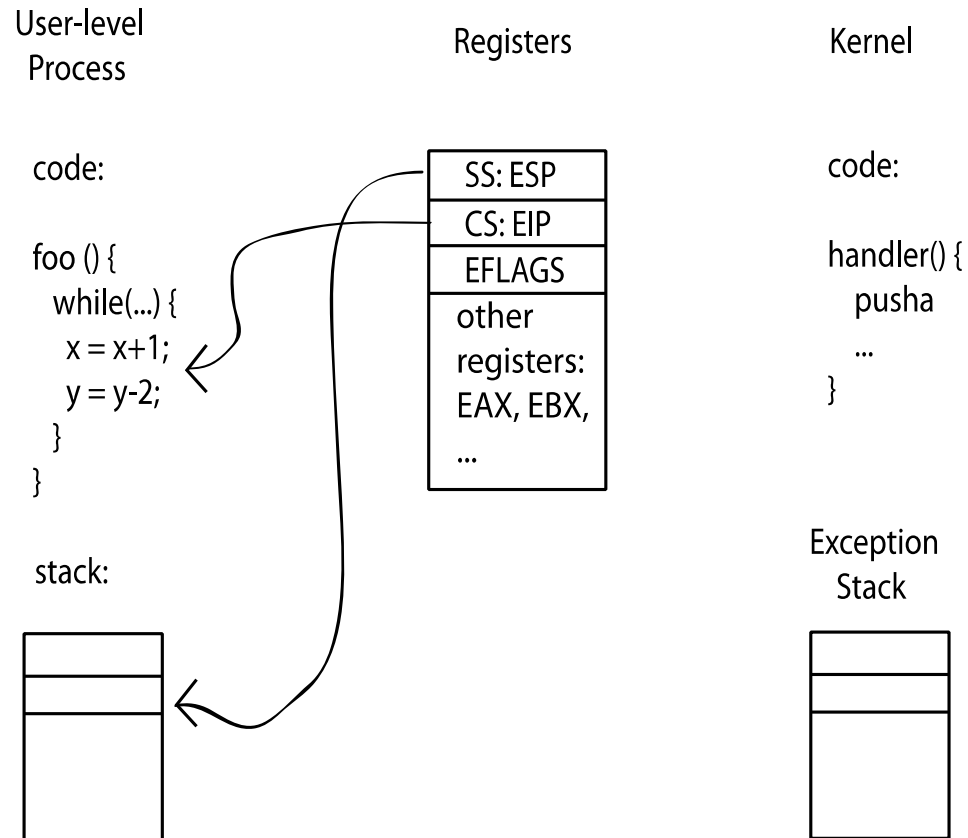 User-level
Process
Registers
Kernel
code:
foo () {
while(...) {
x = x+1;
y = y-2;
}
}
stack:
SS: ESP
CS: EIP
EFLAGS
other
registers:
EAX, EBX,
...
code:
handler() {
pusha
...
}
Exception
Stack